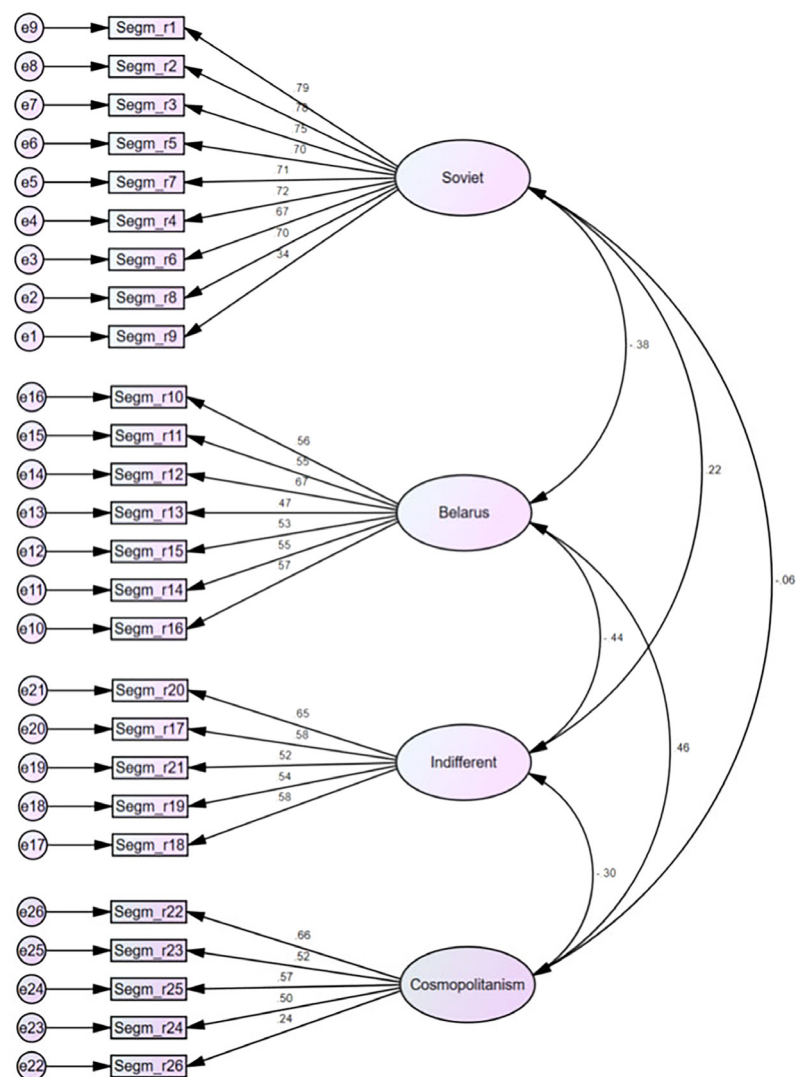 e9 Segm_r1
e8 Segm_r2
e7 Segm_r3
e6 Segm_r5
e5 Segm_r7
e4 Segm_r4
e3 Segm_r6
e2 Segm_r8
e1 Segm_r9
.79
.78
.75
.70
.71
.72
.67
.70
.34
Soviet
-.38
.22
-.06
e16 Segm_r10
e15 Segm_r11
e14 Segm_r12
e13 Segm_r13
e12 Segm_r15
e11 Segm_r14
e10 Segm_r16
.56
.55
.67
.47
.53
.55
.57
Belarus
-.44
.46
e21 Segm_r20
e20 Segm_r17
e19 Segm_r21
e18 Segm_r19
e17 Segm_r18
.65
.58
.52
.54
.58
Indifferent
-.30
e26 Segm_r22
e25 Segm_r23
e24 Segm_r25
e23 Segm_r24
e22 Segm_r26
.66
.52
.57
.50
.24
Cosmopolitanism